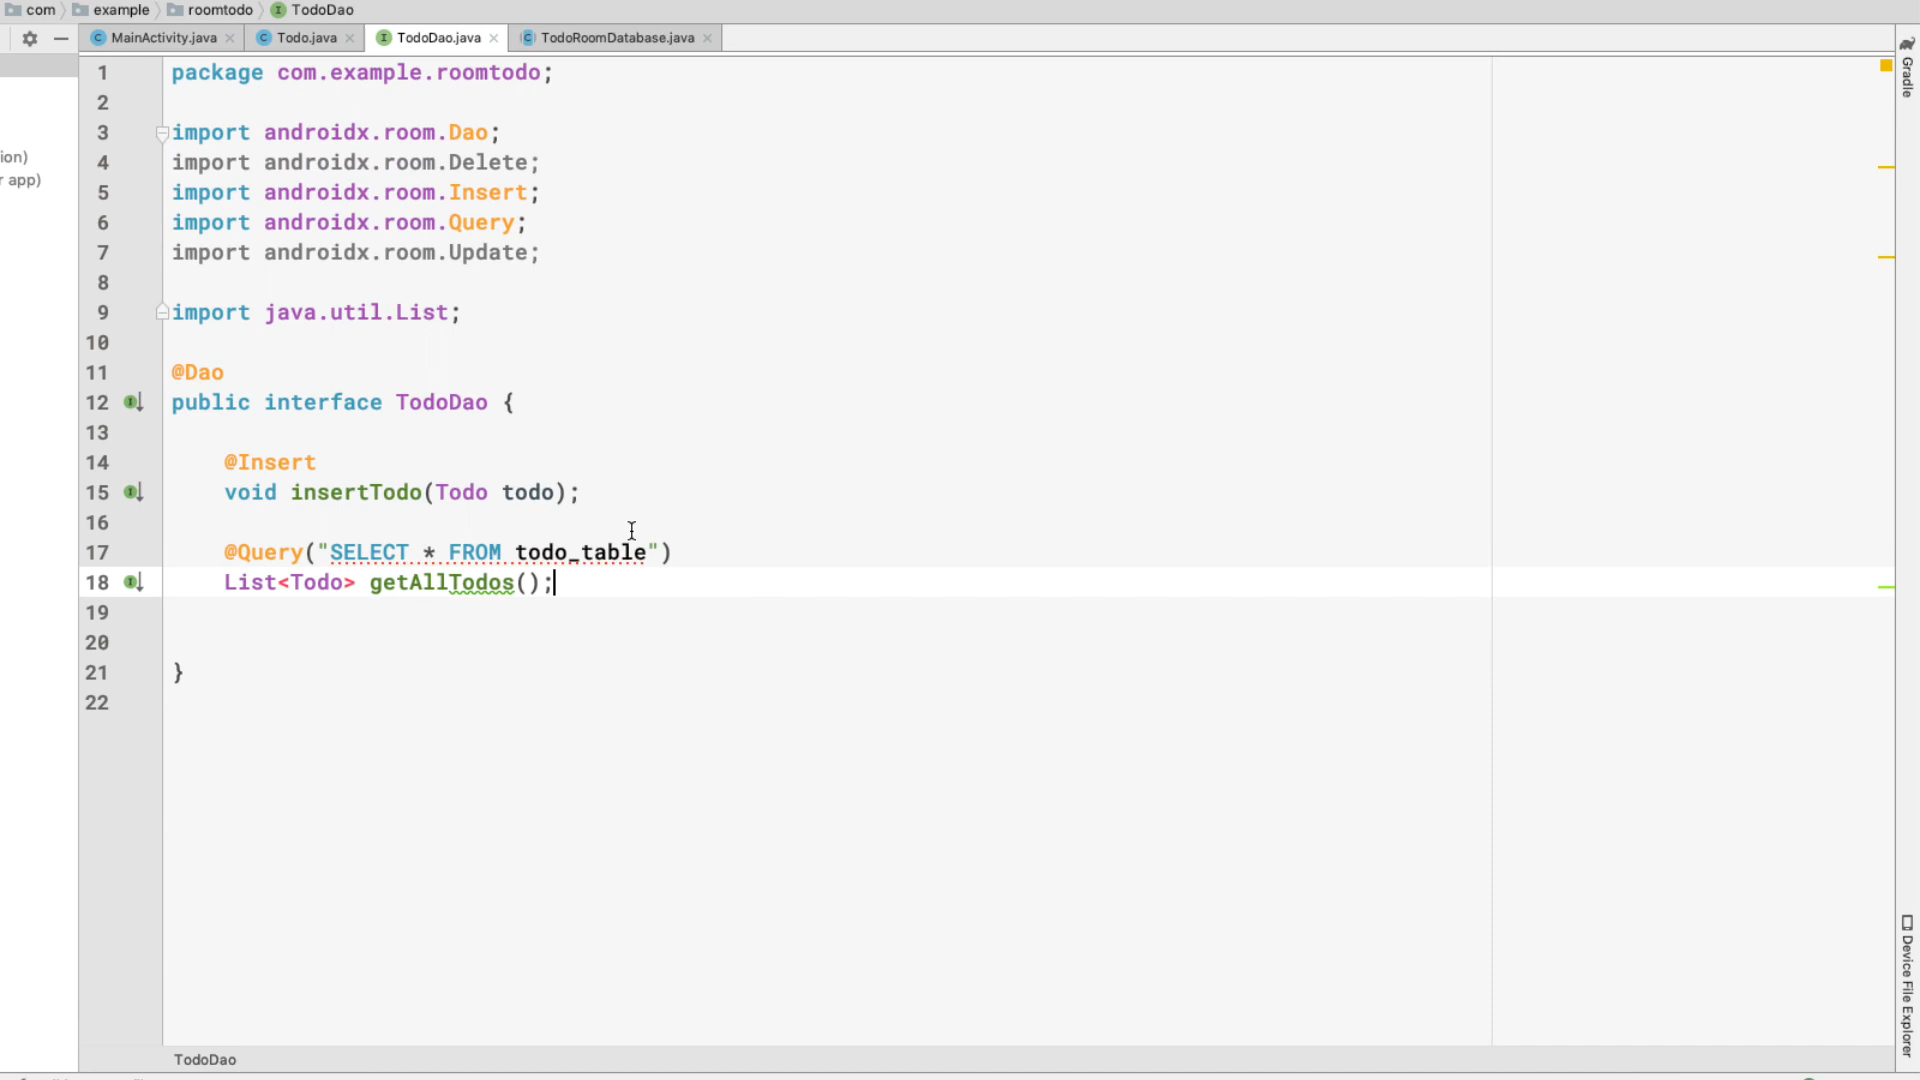 com example roomtodo TodoDao
MainActivity.java Todo.java TodoDao.java TodoRoomDatabase.java
1 package com.example.roomtodo;
2
3 import androidx.room.Dao;
4 import androidx.room.Delete;
5 import androidx.room.Insert;
6 import androidx.room.Query;
7 import androidx.room.Update;
8
9 import java.util.List;
10
11 @Dao
12 public interface TodoDao {
13
14 @Insert
15 void insertTodo(Todo todo);
16
17 @Query("SELECT * FROM todo_table")
18 List<Todo> getAllTodos();
19
20
21 }
22
ion)
r app)
Gradle
Device File Explorer
TodoDao